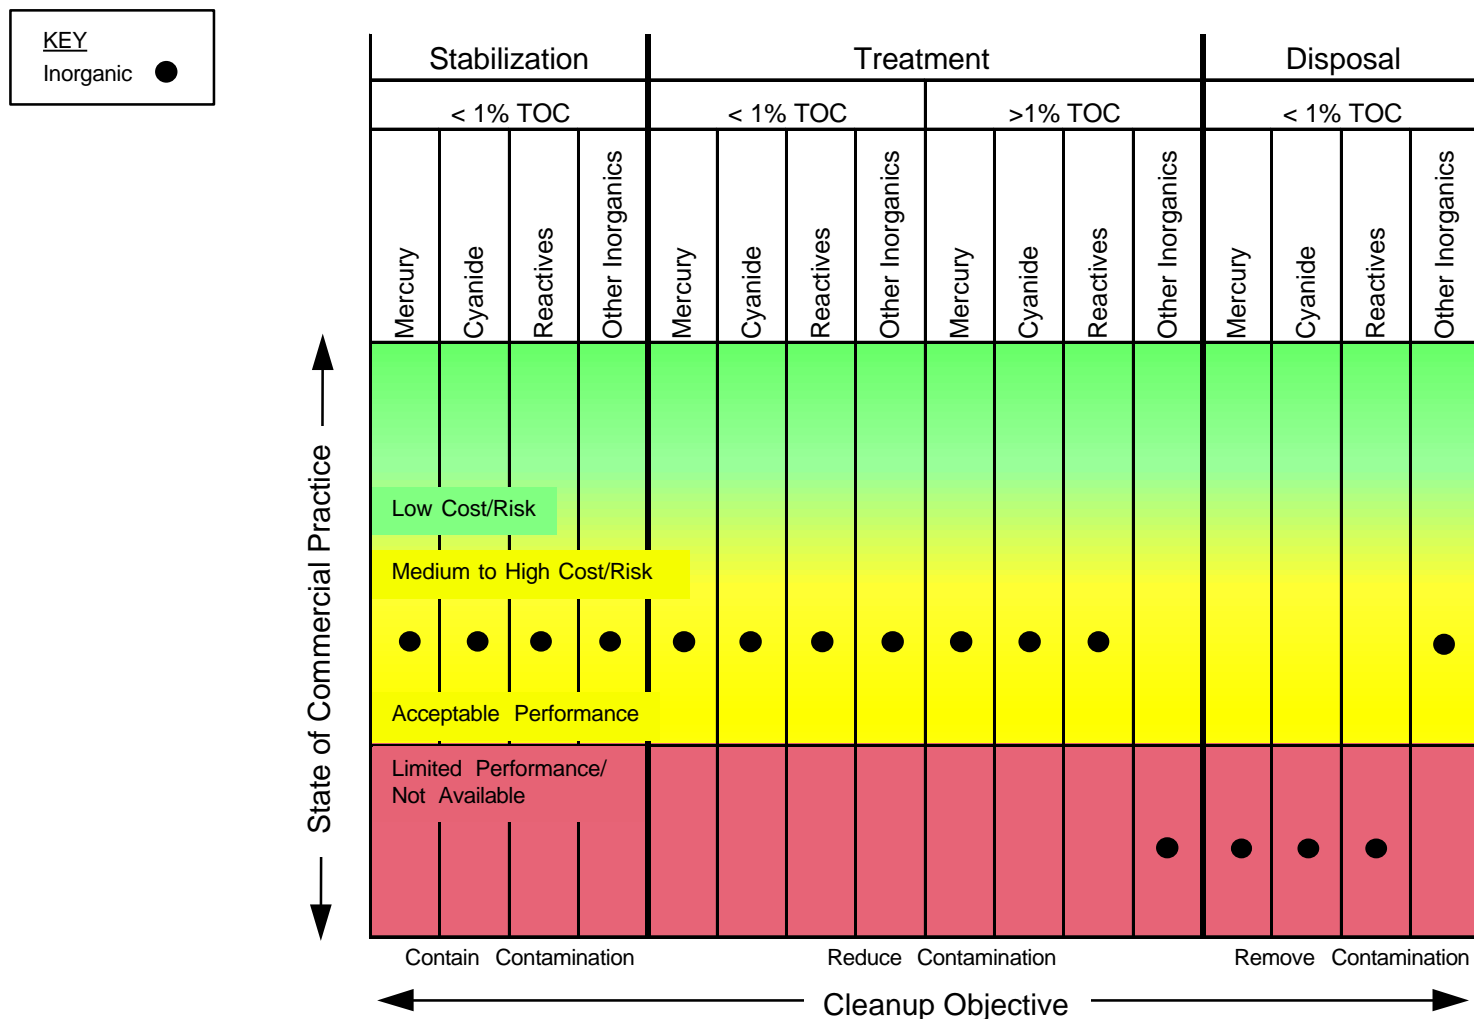 KEY
Inorganic
Stabilization
Treatment
Disposal
< 1% TOC
< 1% TOC
>1% TOC
< 1% TOC
Mercury
Cyanide
Reactives
Other Inorganics
Mercury
Cyanide
Reactives
Other Inorganics
Mercury
Cyanide
Reactives
Other Inorganics
Mercury
Cyanide
Reactives
Other Inorganics
State of Commercial Practice
Low Cost/Risk
Medium to High Cost/Risk
Acceptable Performance
Limited Performance/
Not Available
Contain Contamination
Reduce Contamination
Remove Contamination
Cleanup Objective